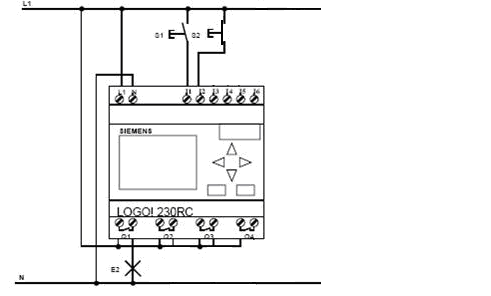 L1
S1 S2
L1 N I1 I2 I3 I4 I5 I6
SIEMENS
LOGO! 230RC
Q1 Q2 Q3 Q4
E2
N